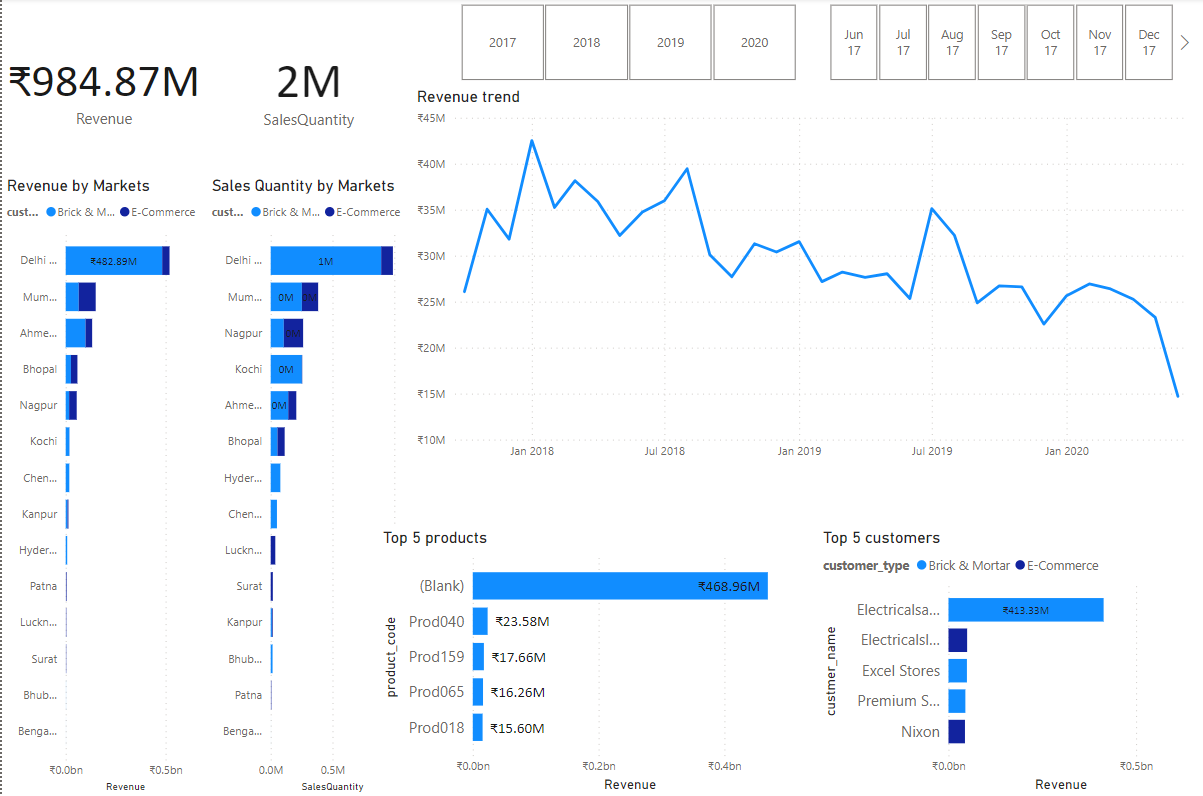 2017 2018 2019 2020
Jun 17 Jul 17 Aug 17 Sep 17 Oct 17 Nov 17 Dec 17
₹984.87M
Revenue
2M
SalesQuantity
Revenue trend
₹45M
₹40M
₹35M
₹30M
₹25M
₹20M
₹15M
₹10M
Jan 2018 Jul 2018 Jan 2019 Jul 2019 Jan 2020
Revenue by Markets
cust... Brick & M... E-Commerce
Delhi ... ₹482.89M
Mum...
Ahme...
Bhopal
Nagpur
Kochi
Chen...
Kanpur
Hyder...
Patna
Luckn...
Surat
Bhub...
Benga...
₹0.0bn ₹0.5bn
Revenue
Sales Quantity by Markets
cust... Brick & M... E-Commerce
Delhi ... 1M
Mum... 0M 0M
Nagpur 0M
Kochi 0M
Ahme... 0M
Bhopal
Hyder...
Chen...
Luckn...
Surat
Kanpur
Bhub...
Patna
Benga...
0.0M 0.5M
SalesQuantity
Top 5 products
product_code
(Blank) ₹468.96M
Prod040 ₹23.58M
Prod159 ₹17.66M
Prod065 ₹16.26M
Prod018 ₹15.60M
₹0.0bn ₹0.2bn ₹0.4bn
Revenue
Top 5 customers
customer_type Brick & Mortar E-Commerce
custmer_name
Electricalsa... ₹413.33M
Electricalsl...
Excel Stores
Premium S...
Nixon
₹0.0bn ₹0.5bn
Revenue